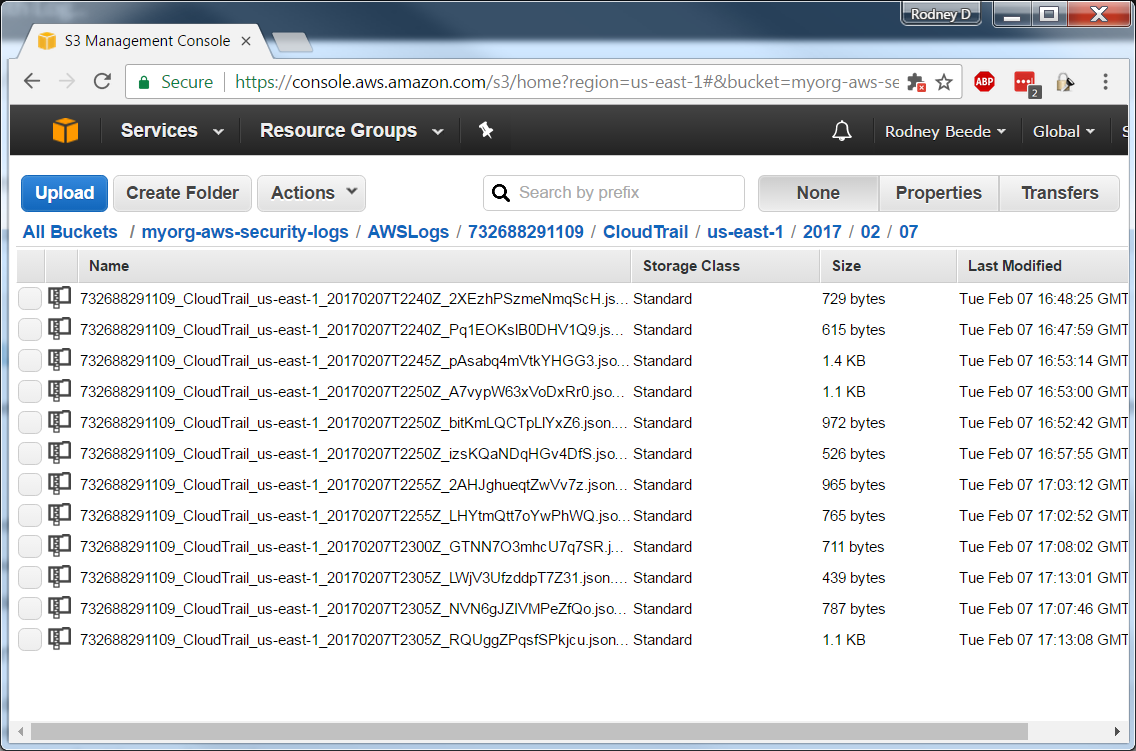 Rodney D
S3 Management Console ×
Secure https://console.aws.amazon.com/s3/home?region=us-east-1#&bucket=myorg-aws-se ABP 2
Services Resource Groups Rodney Beede Global S
Upload Create Folder Actions Search by prefix None Properties Transfers
All Buckets / myorg-aws-security-logs / AWSLogs / 732688291109 / CloudTrail / us-east-1 / 2017 / 02 / 07
Name Storage Class Size Last Modified
732688291109_CloudTrail_us-east-1_20170207T2240Z_2XEzhPSzmeNmqScH.js... Standard 729 bytes Tue Feb 07 16:48:25 GMT
732688291109_CloudTrail_us-east-1_20170207T2240Z_Pq1EOKsIB0DHV1Q9.js... Standard 615 bytes Tue Feb 07 16:47:59 GMT
732688291109_CloudTrail_us-east-1_20170207T2245Z_pAsabq4mVtkYHGG3.json... Standard 1.4 KB Tue Feb 07 16:53:14 GMT
732688291109_CloudTrail_us-east-1_20170207T2250Z_A7vypW63xVoDxRr0.json... Standard 1.1 KB Tue Feb 07 16:53:00 GMT
732688291109_CloudTrail_us-east-1_20170207T2250Z_bitKmLQCTpLIYxZ6.json.... Standard 972 bytes Tue Feb 07 16:52:42 GMT
732688291109_CloudTrail_us-east-1_20170207T2250Z_izsKQaNDqHGv4DfS.jso... Standard 526 bytes Tue Feb 07 16:57:55 GMT
732688291109_CloudTrail_us-east-1_20170207T2255Z_2AHJghueqtZwVv7z.json... Standard 965 bytes Tue Feb 07 17:03:12 GMT
732688291109_CloudTrail_us-east-1_20170207T2255Z_LHYtmQtt7oYwPhWQ.jso... Standard 765 bytes Tue Feb 07 17:02:52 GMT
732688291109_CloudTrail_us-east-1_20170207T2300Z_GTNN7O3mhcU7q7SR.j... Standard 711 bytes Tue Feb 07 17:08:02 GMT
732688291109_CloudTrail_us-east-1_20170207T2305Z_LWjV3UfzddpT7Z31.json.... Standard 439 bytes Tue Feb 07 17:13:01 GMT
732688291109_CloudTrail_us-east-1_20170207T2305Z_NVN6gJZIVMPeZfQo.jso... Standard 787 bytes Tue Feb 07 17:07:46 GMT
732688291109_CloudTrail_us-east-1_20170207T2305Z_RQUggZPqsfSPkjcu.json... Standard 1.1 KB Tue Feb 07 17:13:08 GMT